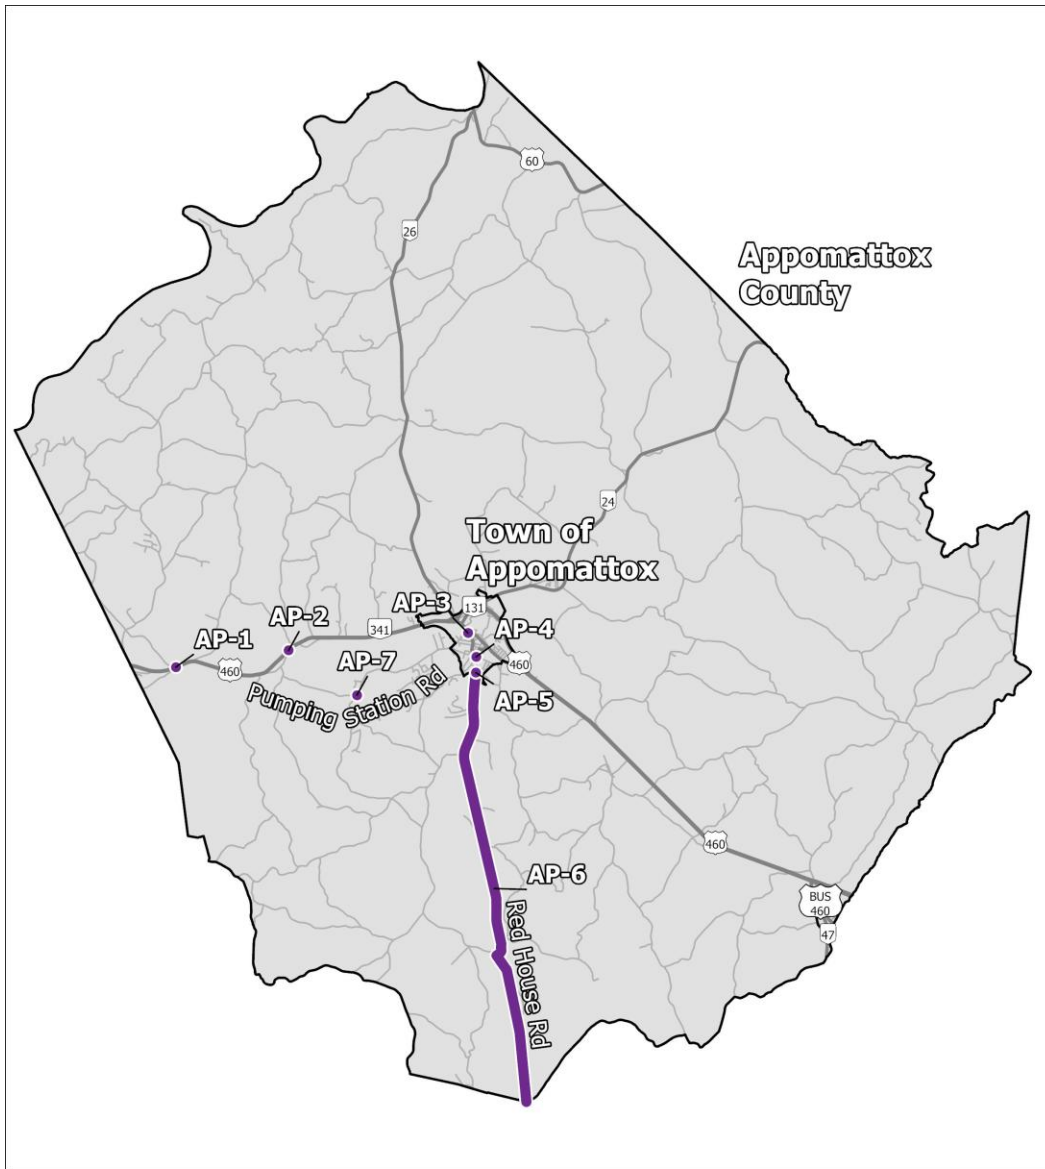 60
26
Appomattox
County
24
Town of
Appomattox
AP-3
131
AP-2
341
AP-1
460
AP-4
460
AP-7
Pumping Station Rd
AP-5
460
AP-6
BUS
460
47
Red House Rd